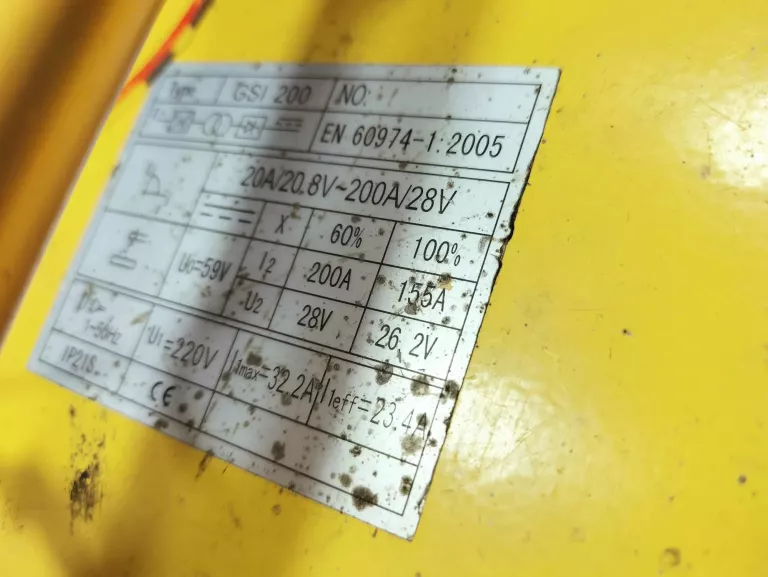 Type GSI 200 NO:
EN 60974-1:2005
20A/20.8V~200A/28V
X 60% 100%
U0=59V I2 200A 155A
U2 28V 26.2V
1~50Hz U1=220V I1max=32.2A I1eff=23.4A
IP21S CE